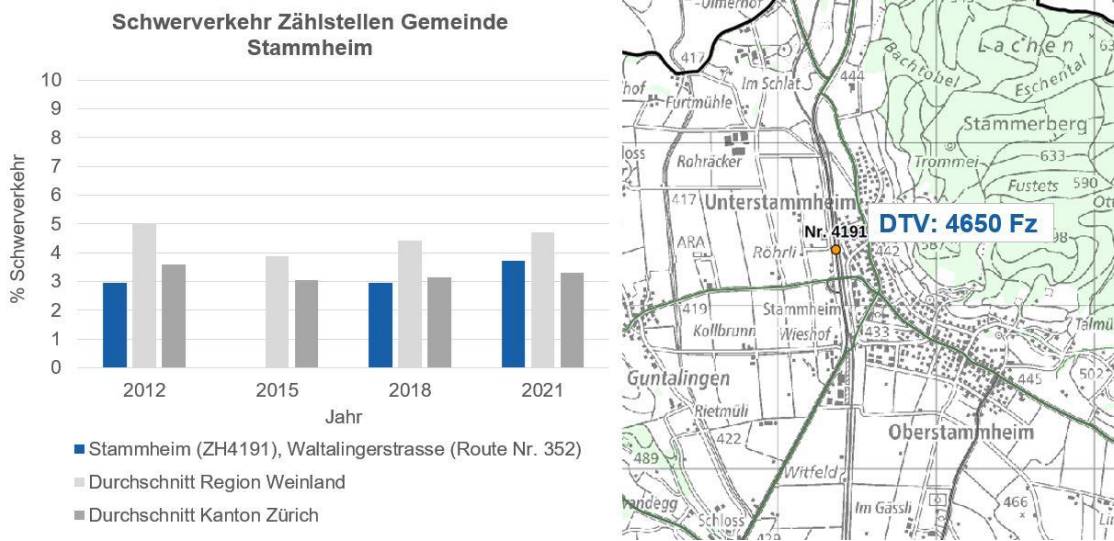 Schwerverkehr Zählstellen Gemeinde
Stammheim
% Schwerverkehr
10
9
8
7
6
5
4
3
2
1
0
2012
2015
2018
2021
Jahr
Stammheim (ZH4191), Waltalingerstrasse (Route Nr. 352)
Durchschnitt Region Weinland
Durchschnitt Kanton Zürich
Ulmerhof
417
Im Schlat
444
Bachtobel
Lachen
Eschental
Furtmühle
Stammerberg
Rohräcker
Trommei
633
Fustets
590
417
Unterstammheim
DTV: 4650 Fz
Nr. 4191
ARA
Röhrli
442
419
Stammheim
Kollbrunn
Wieshof
433
Guntalingen
445
502
Rietmüli
422
Oberstammheim
489
Witfeld
Im Gässli
466
Schloss